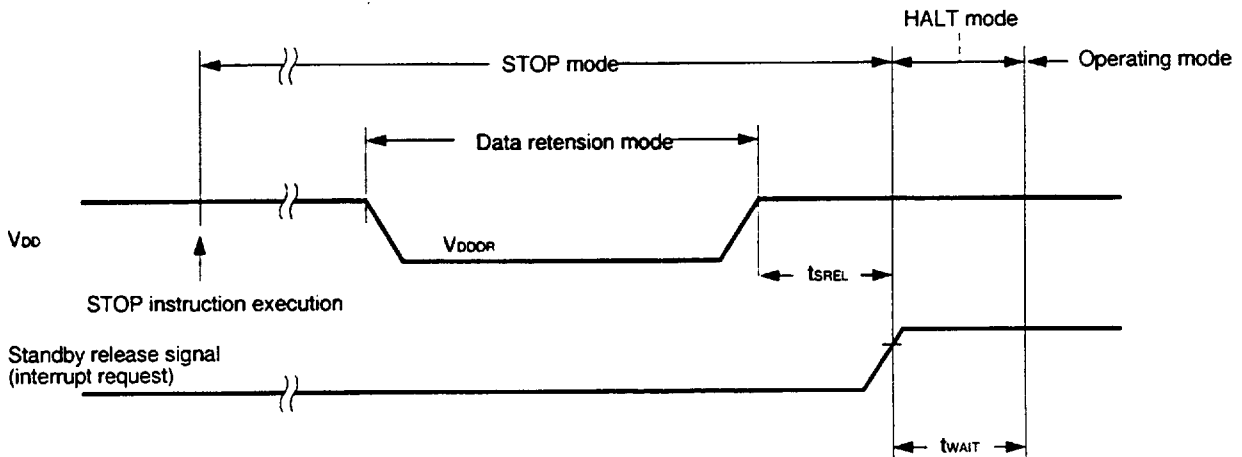 HALT mode
STOP mode
Operating mode
Data retension mode
VDD
VDDDR
tSREL
STOP instruction execution
Standby release signal
(interrupt request)
tWAIT